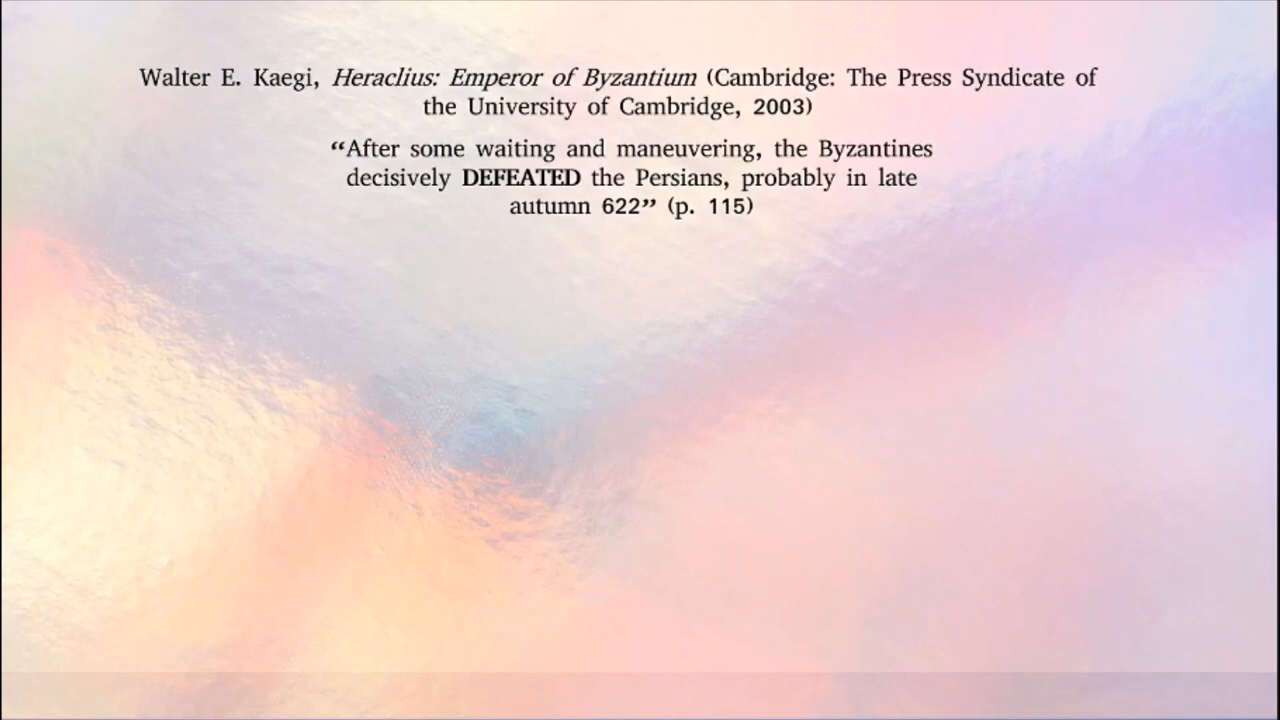 Walter E. Kaegi, Heraclius: Emperor of Byzantium (Cambridge: The Press Syndicate of
the University of Cambridge, 2003)
“After some waiting and maneuvering, the Byzantines
decisively DEFEATED the Persians, probably in late
autumn 622” (p. 115)